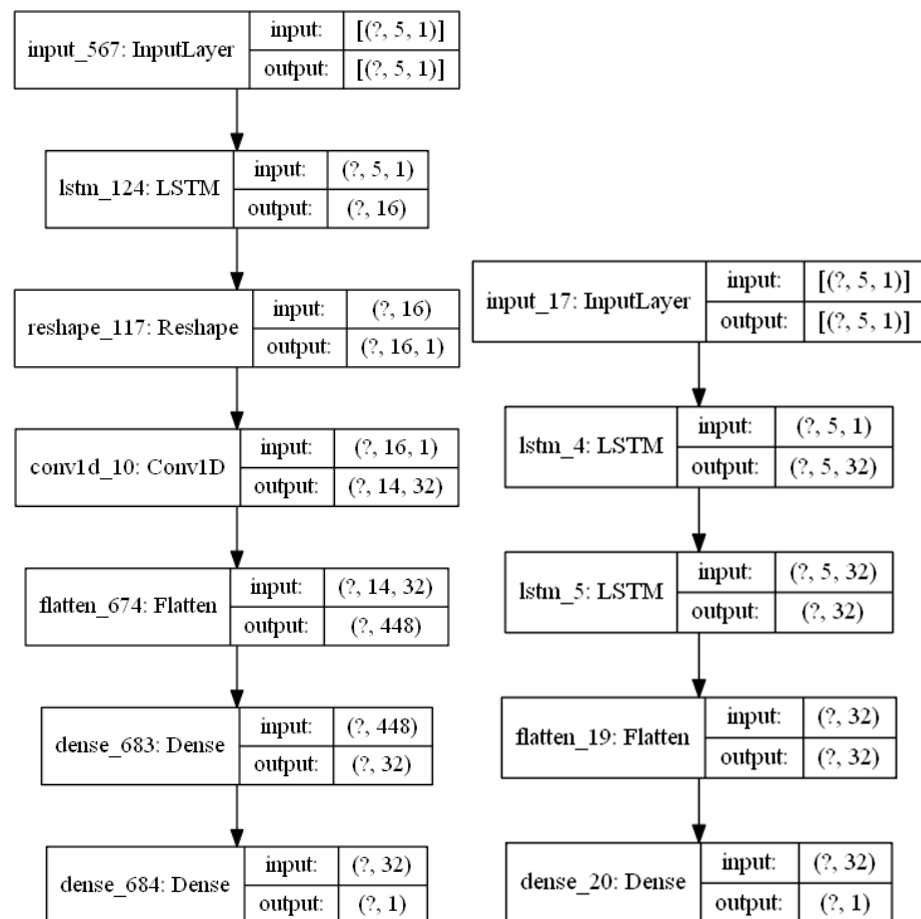 input_567: InputLayer
input: [(?, 5, 1)]
output: [(?, 5, 1)]
lstm_124: LSTM
input: (?, 5, 1)
output: (?, 16)
reshape_117: Reshape
input: (?, 16)
output: (?, 16, 1)
conv1d_10: Conv1D
input: (?, 16, 1)
output: (?, 14, 32)
flatten_674: Flatten
input: (?, 14, 32)
output: (?, 448)
dense_683: Dense
input: (?, 448)
output: (?, 32)
dense_684: Dense
input: (?, 32)
output: (?, 1)
input_17: InputLayer
input: [(?, 5, 1)]
output: [(?, 5, 1)]
lstm_4: LSTM
input: (?, 5, 1)
output: (?, 5, 32)
lstm_5: LSTM
input: (?, 5, 32)
output: (?, 32)
flatten_19: Flatten
input: (?, 32)
output: (?, 32)
dense_20: Dense
input: (?, 32)
output: (?, 1)